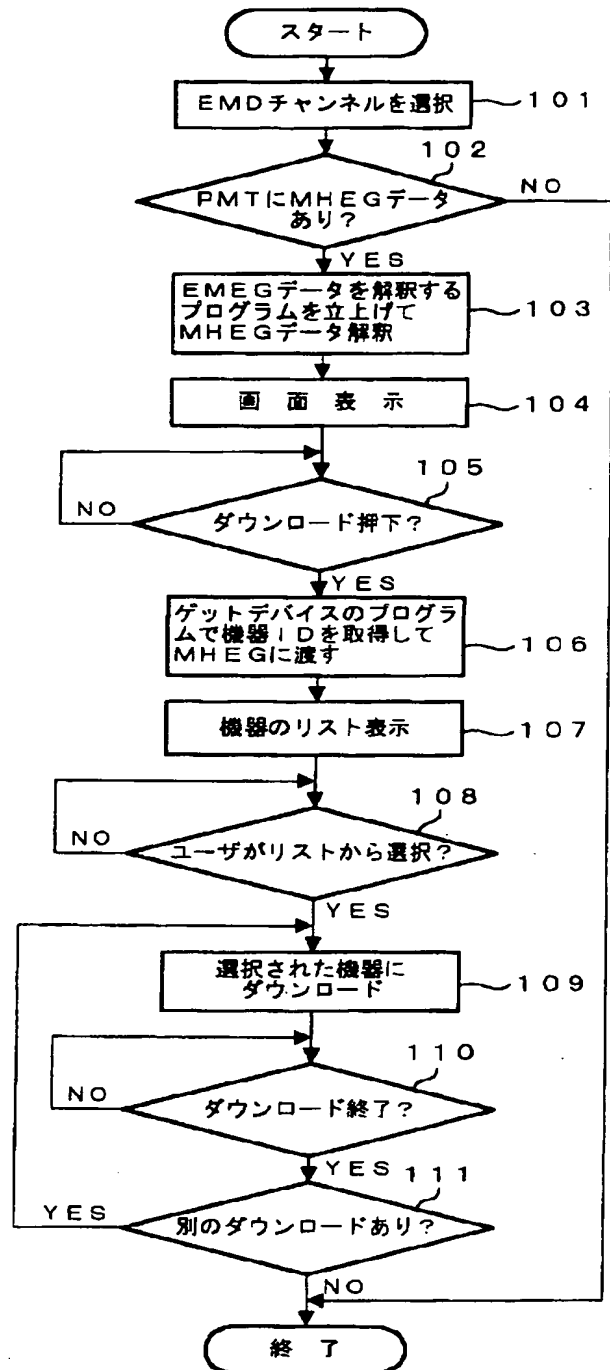 スタート
EMDチャンネルを選択
101
102
PMTにMHEGデータ
あり?
NO
YES
EMEGデータを解釈する
プログラムを立上げて
MHEGデータ解釈
103
画面表示
104
105
ダウンロード押下?
NO
YES
ゲットデバイスのプログラ
ムで機器IDを取得して
MHEGに渡す
106
機器のリスト表示
107
108
ユーザがリストから選択?
NO
YES
選択された機器に
ダウンロード
109
110
ダウンロード終了?
NO
YES
111
別のダウンロードあり?
YES
NO
終了